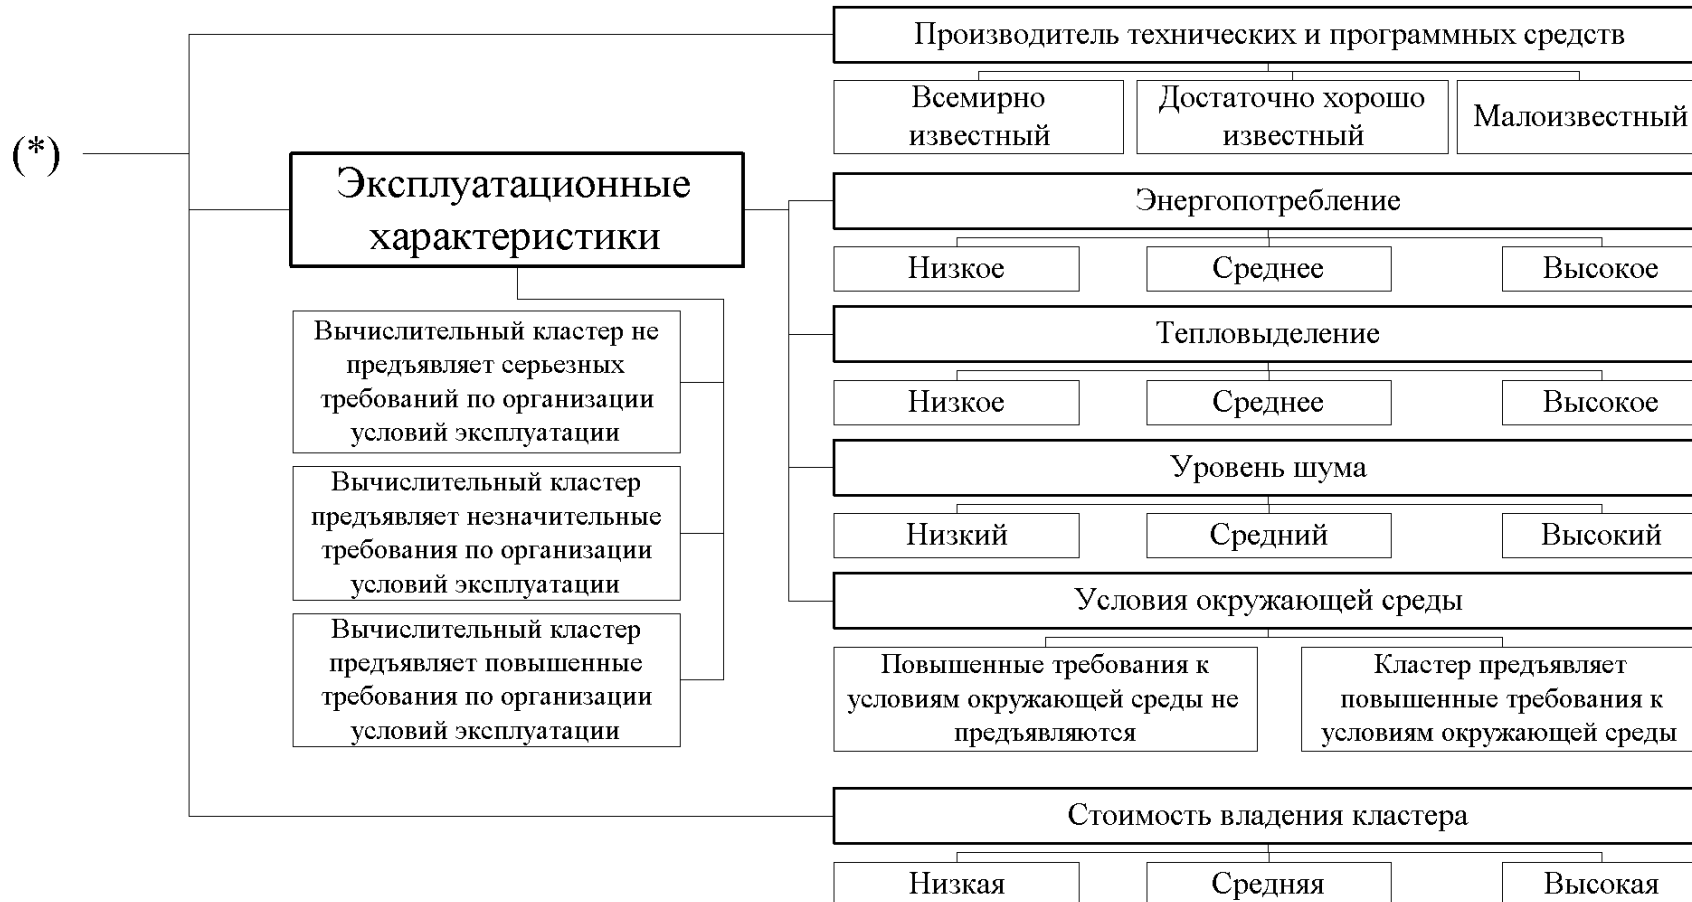 Производитель технических и программных средств
Всемирно
известный
Достаточно хорошо
известный
Малоизвестный
(*)
Эксплуатационные
характеристики
Энергопотребление
Низкое
Среднее
Высокое
Вычислительный кластер не
предъявляет серьезных
требований по организации
условий эксплуатации
Тепловыделение
Низкое
Среднее
Высокое
Вычислительный кластер
предъявляет незначительные
требования по организации
условий эксплуатации
Уровень шума
Низкий
Средний
Высокий
Вычислительный кластер
предъявляет повышенные
требования по организации
условий эксплуатации
Условия окружающей среды
Повышенные требования к
условиям окружающей среды не
предъявляются
Кластер предъявляет
повышенные требования к
условиям окружающей среды
Стоимость владения кластера
Низкая
Средняя
Высокая